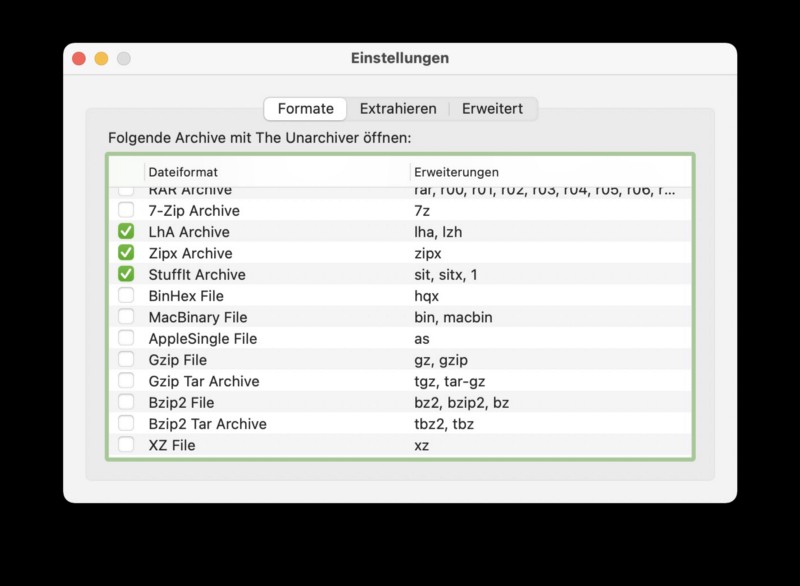 Einstellungen
Formate Extrahieren Erweitert
Folgende Archive mit The Unarchiver öffnen:
Dateiformat Erweiterungen
RAR Archive rar, r00, r01, r02, r03, r04, r05, r06, r...
7-Zip Archive 7z
LhA Archive lha, lzh
Zipx Archive zipx
StuffIt Archive sit, sitx, 1
BinHex File hqx
MacBinary File bin, macbin
AppleSingle File as
Gzip File gz, gzip
Gzip Tar Archive tgz, tar-gz
Bzip2 File bz2, bzip2, bz
Bzip2 Tar Archive tbz2, tbz
XZ File xz